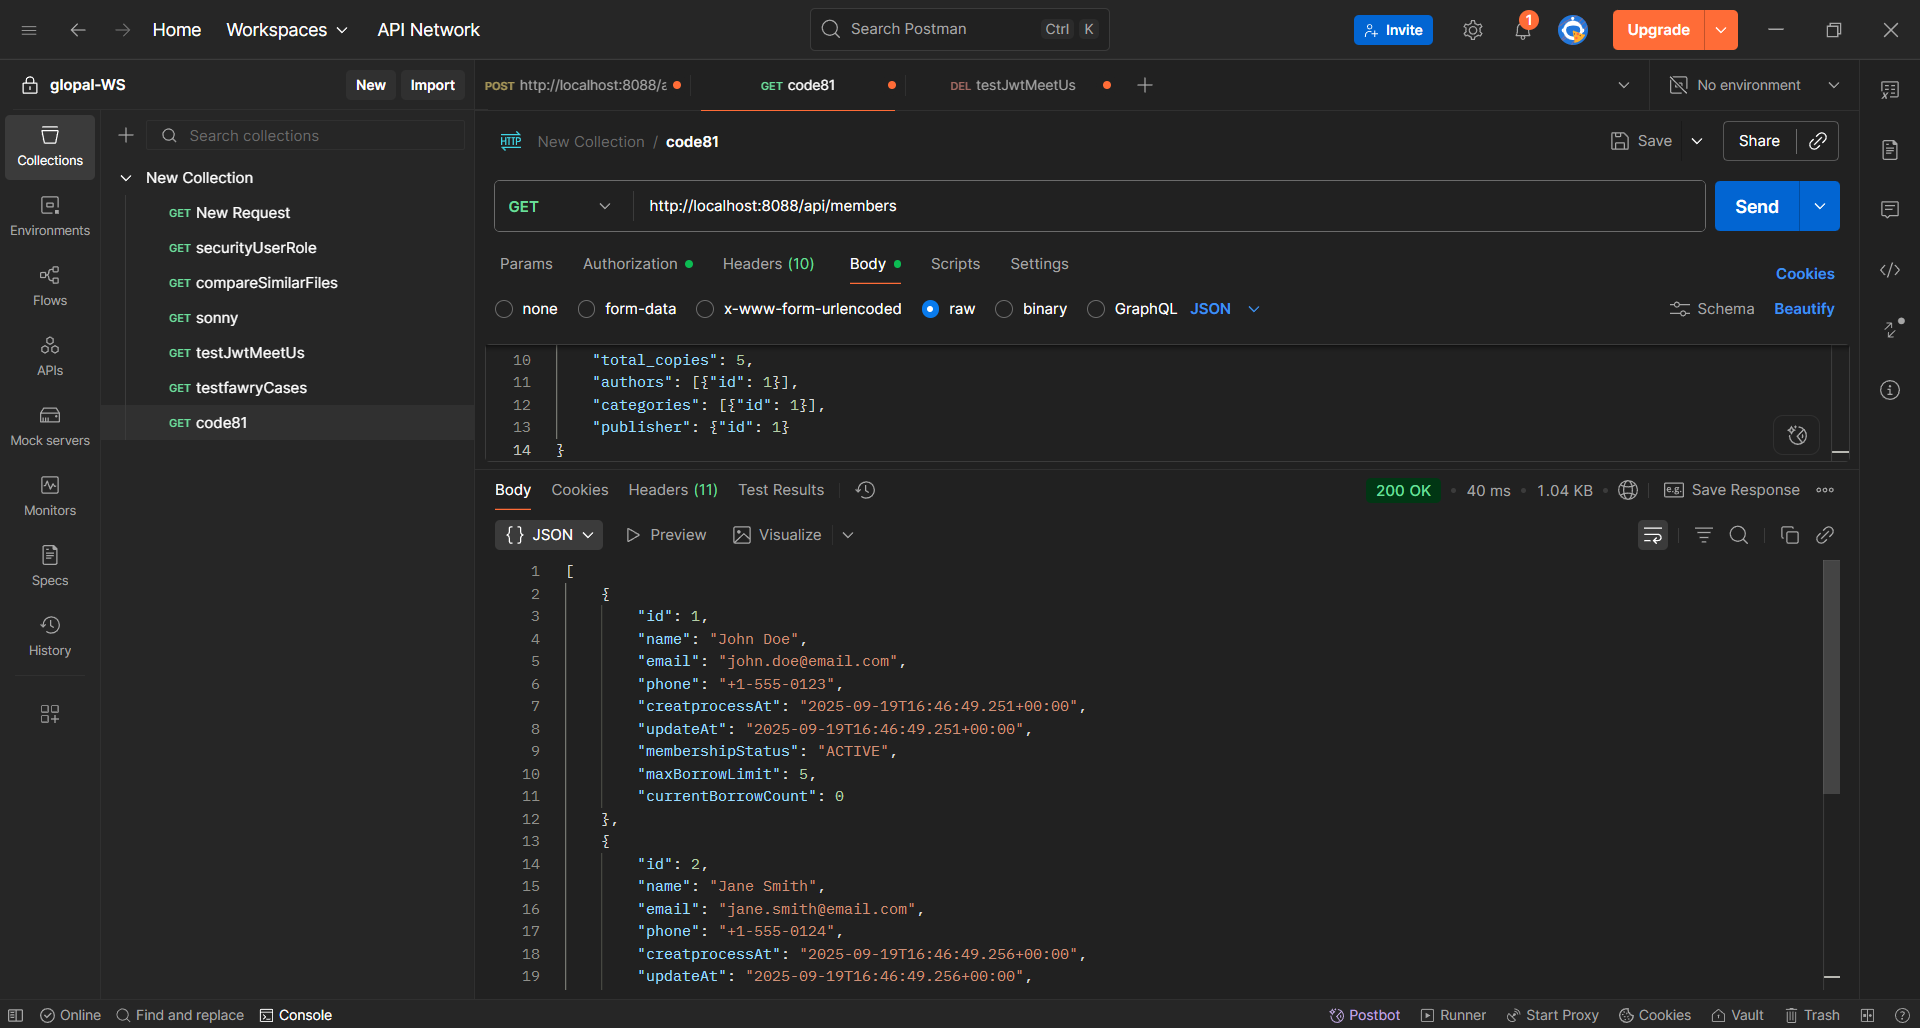 Home Workspaces API Network Search Postman Ctrl K Invite 1 Upgrade
glopal-WS New Import POST http://localhost:8088/a GET code81 DEL testJwtMeetUs No environment
Collections
Environments
Flows
APIs
Mock servers
Monitors
Specs
History
Search collections
New Collection
GET New Request
GET securityUserRole
GET compareSimilarFiles
GET sonny
GET testJwtMeetUs
GET testfawryCases
GET code81
HTTP New Collection / code81 Save Share
GET http://localhost:8088/api/members Send
Params Authorization Headers (10) Body Scripts Settings Cookies
none form-data x-www-form-urlencoded raw binary GraphQL JSON Schema Beautify
10 "total_copies": 5,
11 "authors": [{"id": 1}],
12 "categories": [{"id": 1}],
13 "publisher": {"id": 1}
14 }
Body Cookies Headers (11) Test Results 200 OK 40 ms 1.04 KB e.g. Save Response
{} JSON Preview Visualize
1 [
2 {
3 "id": 1,
4 "name": "John Doe",
5 "email": "john.doe@email.com",
6 "phone": "+1-555-0123",
7 "creatprocessAt": "2025-09-19T16:46:49.251+00:00",
8 "updateAt": "2025-09-19T16:46:49.251+00:00",
9 "membershipStatus": "ACTIVE",
10 "maxBorrowLimit": 5,
11 "currentBorrowCount": 0
12 },
13 {
14 "id": 2,
15 "name": "Jane Smith",
16 "email": "jane.smith@email.com",
17 "phone": "+1-555-0124",
18 "creatprocessAt": "2025-09-19T16:46:49.256+00:00",
19 "updateAt": "2025-09-19T16:46:49.256+00:00",
Online Find and replace Console Postbot Runner Start Proxy Cookies Vault Trash